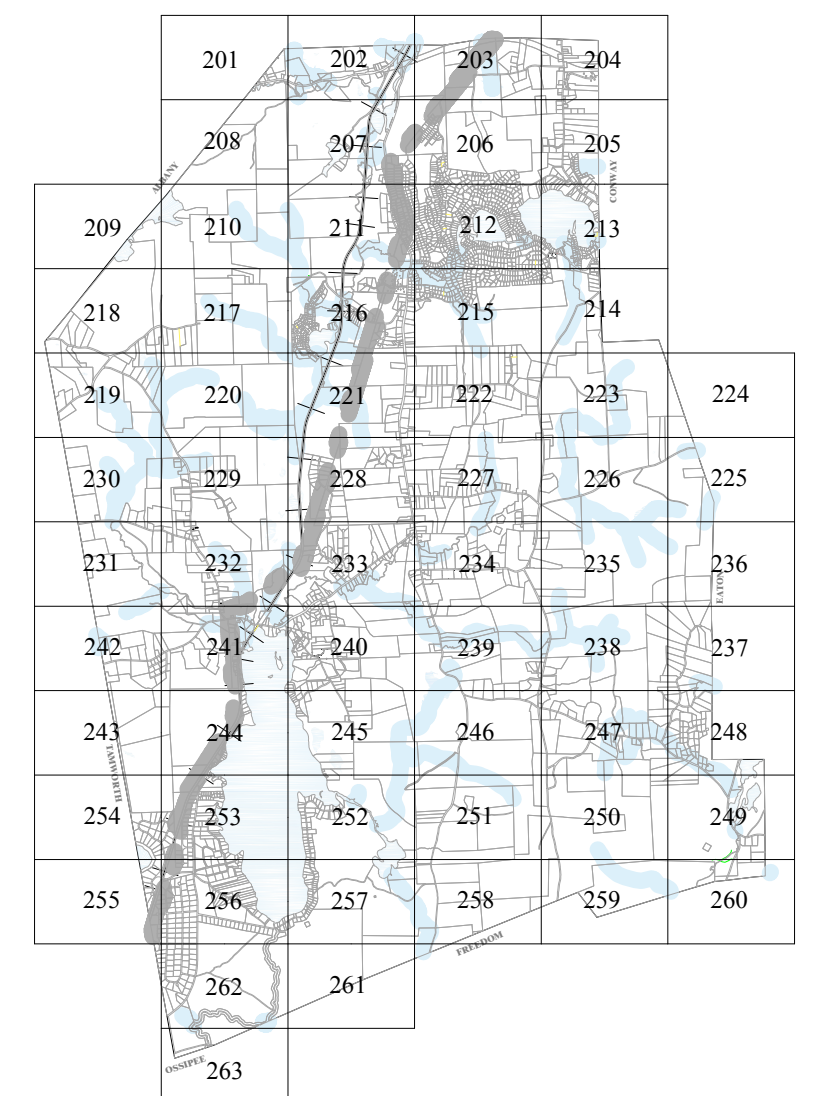 201 202 203 204
208 207 206 205
ALBANY
CONWAY
209 210 211 212 213
218 217 216 215 214
219 220 221 222 223 224
230 229 228 227 226 225
231 232 233 234 235 236
EATON
242 241 240 239 238 237
243 244 245 246 247 248
TAMWORTH
254 253 252 251 250 249
255 256 257 258 259 260
FREEDOM
262 261
OSSIPEE
263